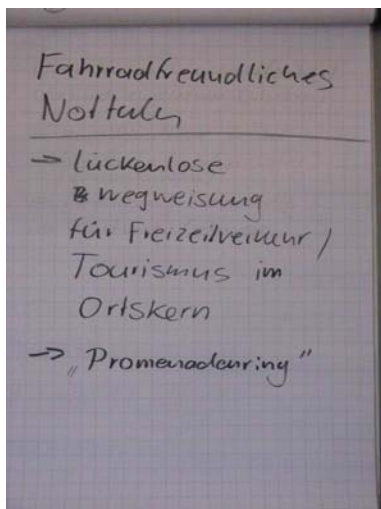 Fahrradfreundliches
Nottuln
→ lückenlose
Wegweisung
für Freizeitverkehr /
Tourismus im
Ortskern
→ „Promenadenring"